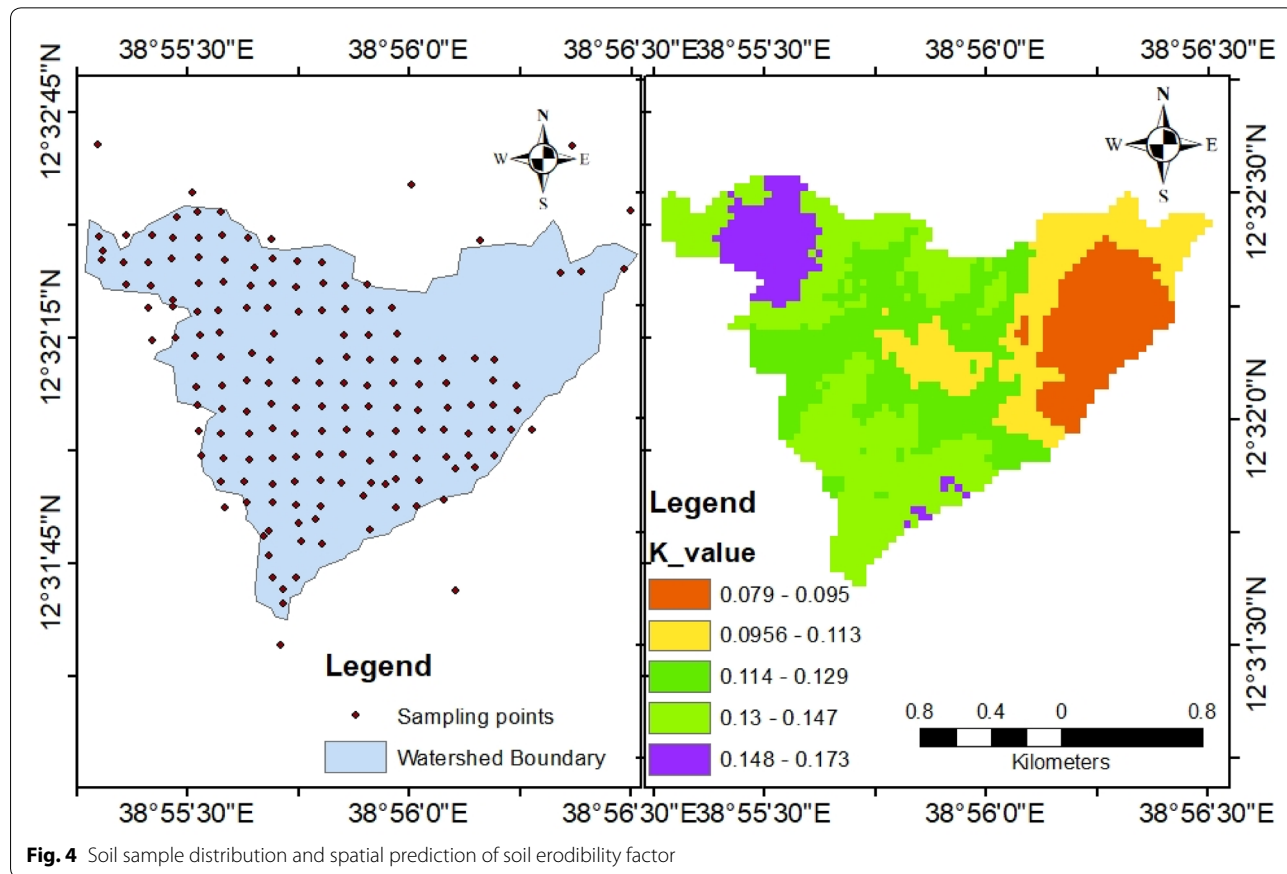 38°55'30"E 38°56'0"E 38°56'30"E
38°55'30"E 38°56'0"E 38°56'30"E
12°32'45"N
12°32'15"N
12°31'45"N
N
W E
S
Legend
Sampling points
Watershed Boundary
38°55'30"E 38°56'0"E 38°56'30"E
N
W E
S
12°32'30"N
12°32'0"N
12°31'30"N
Legend
K_value
0.079 - 0.095
0.0956 - 0.113
0.114 - 0.129
0.13 - 0.147
0.148 - 0.173
0.8 0.4 0 0.8
Kilometers
38°55'30"E 38°56'0"E 38°56'30"E
Fig. 4 Soil sample distribution and spatial prediction of soil erodibility factor